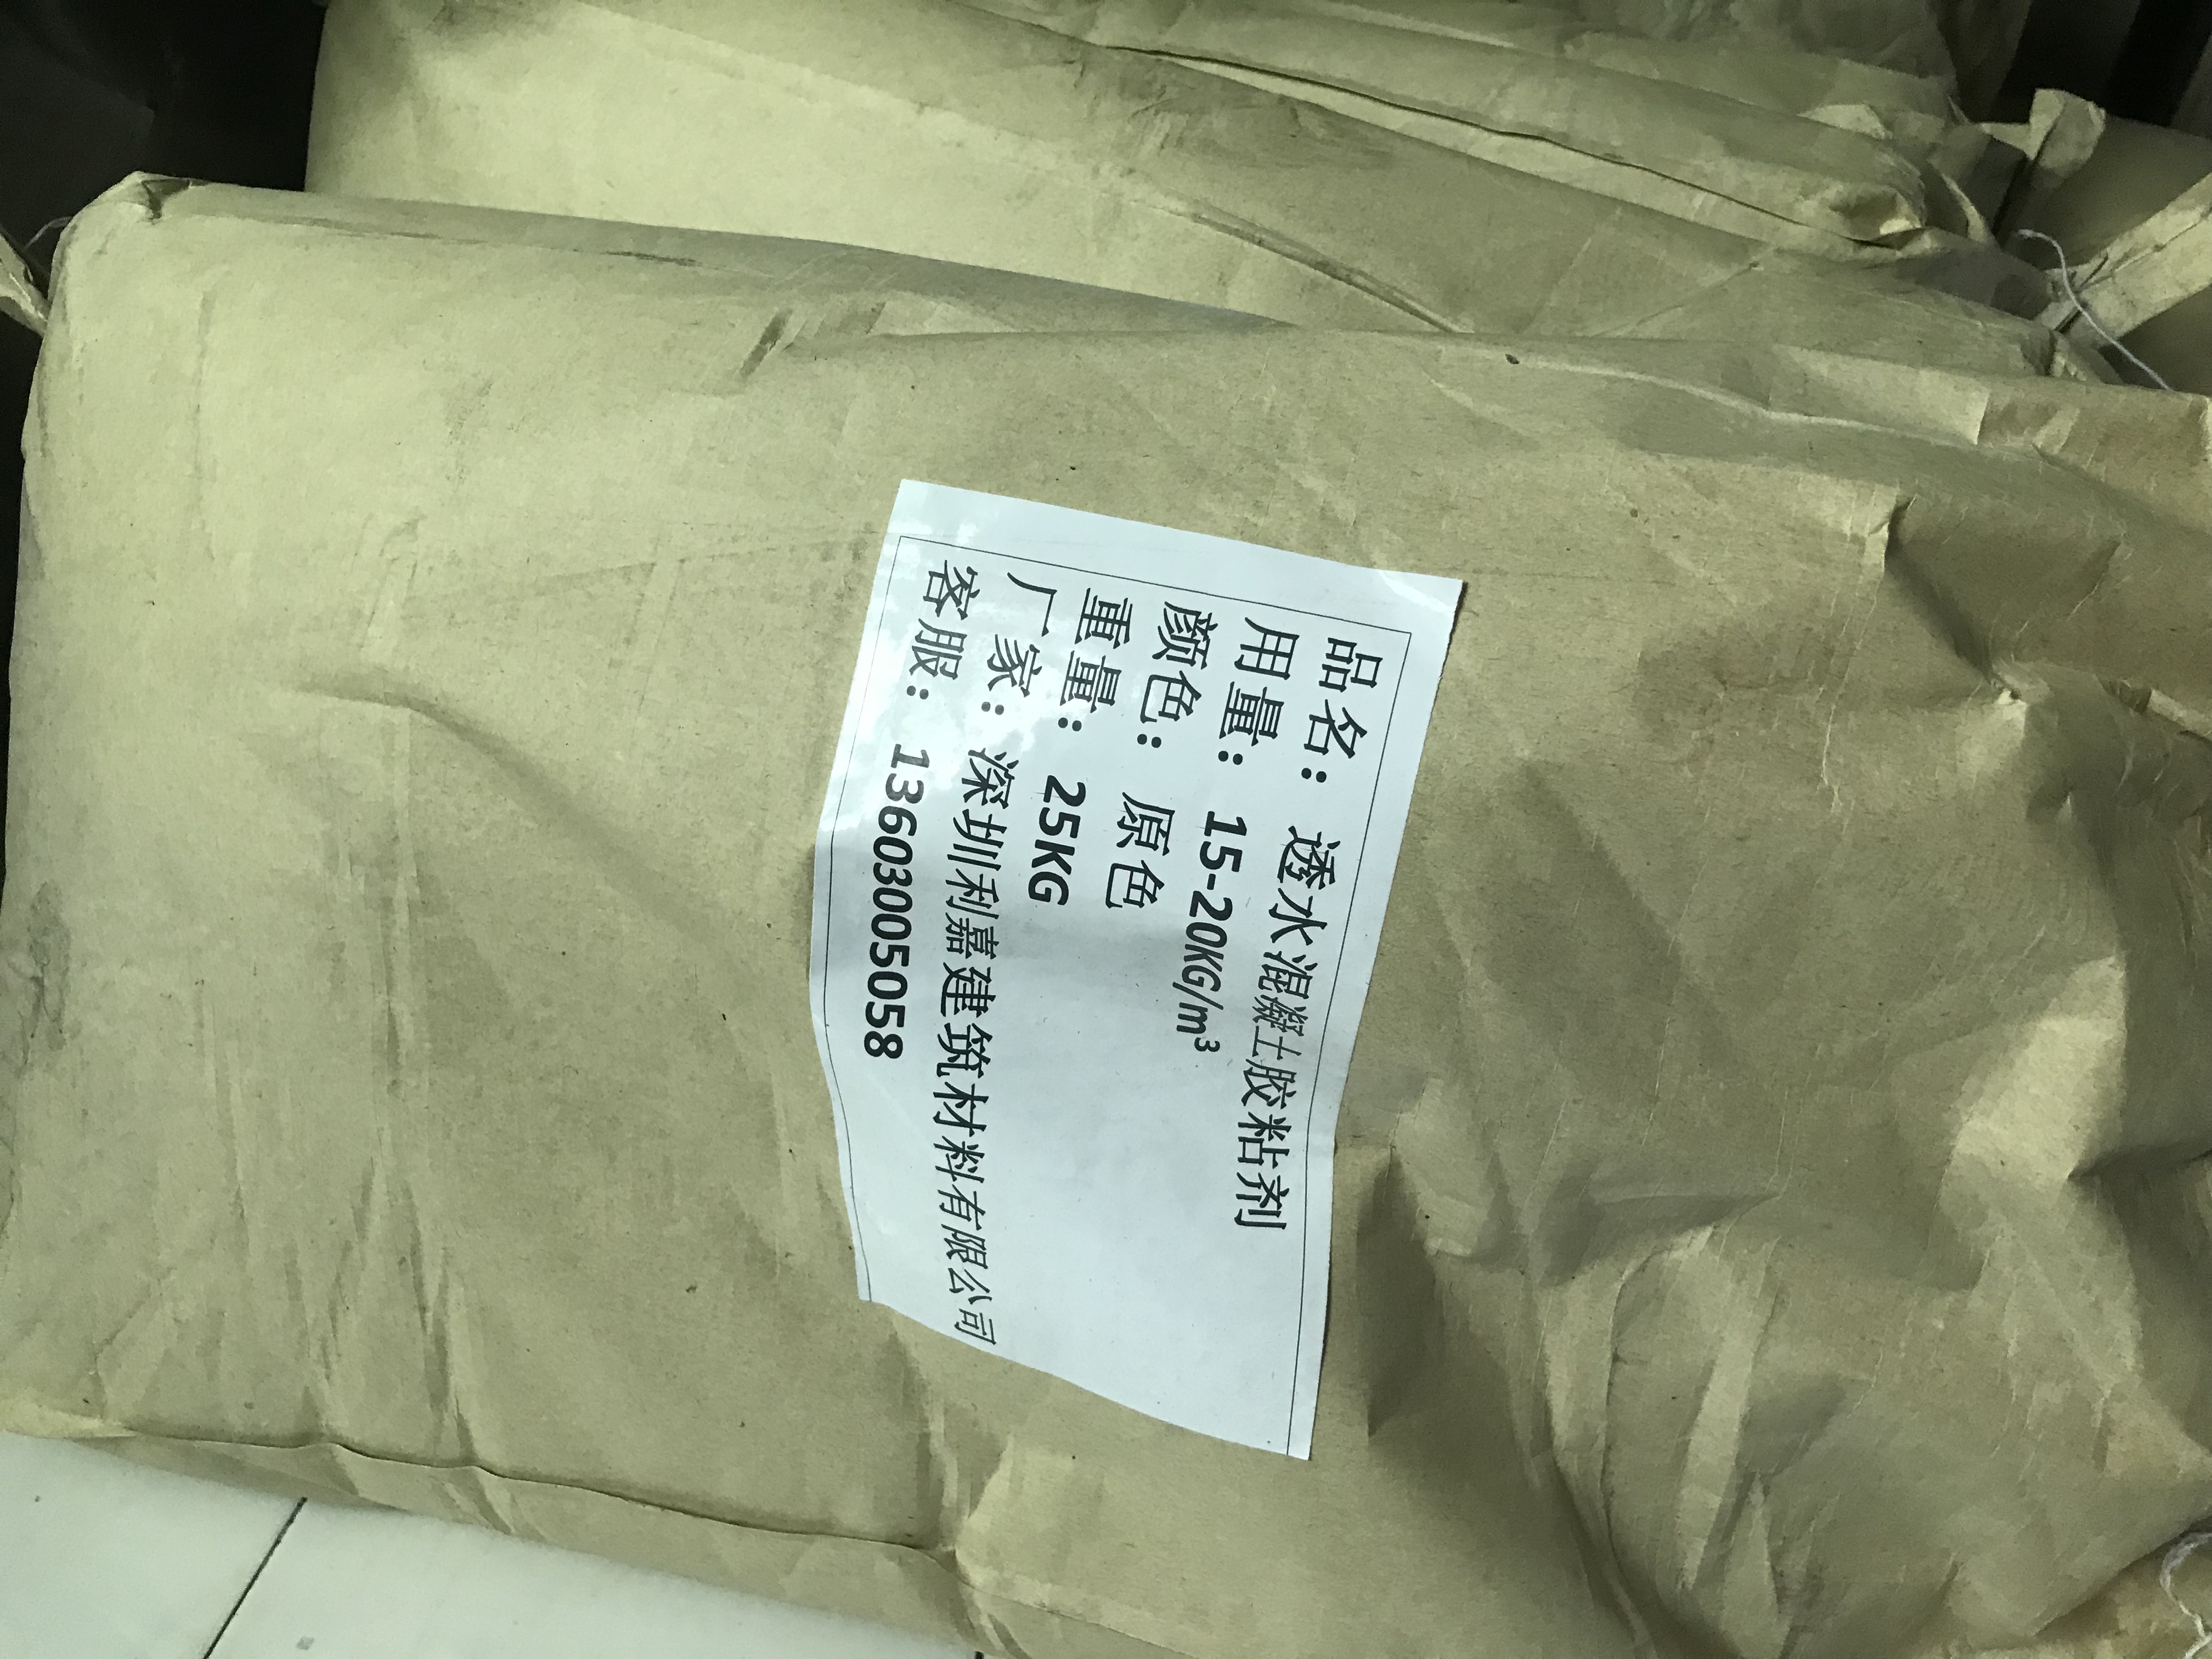 品名：透水混凝土胶粘剂
用量：15-20KG/m³
颜色：原色
重量：25KG
厂家：深圳利嘉建筑材料有限公司
客服：13603005058